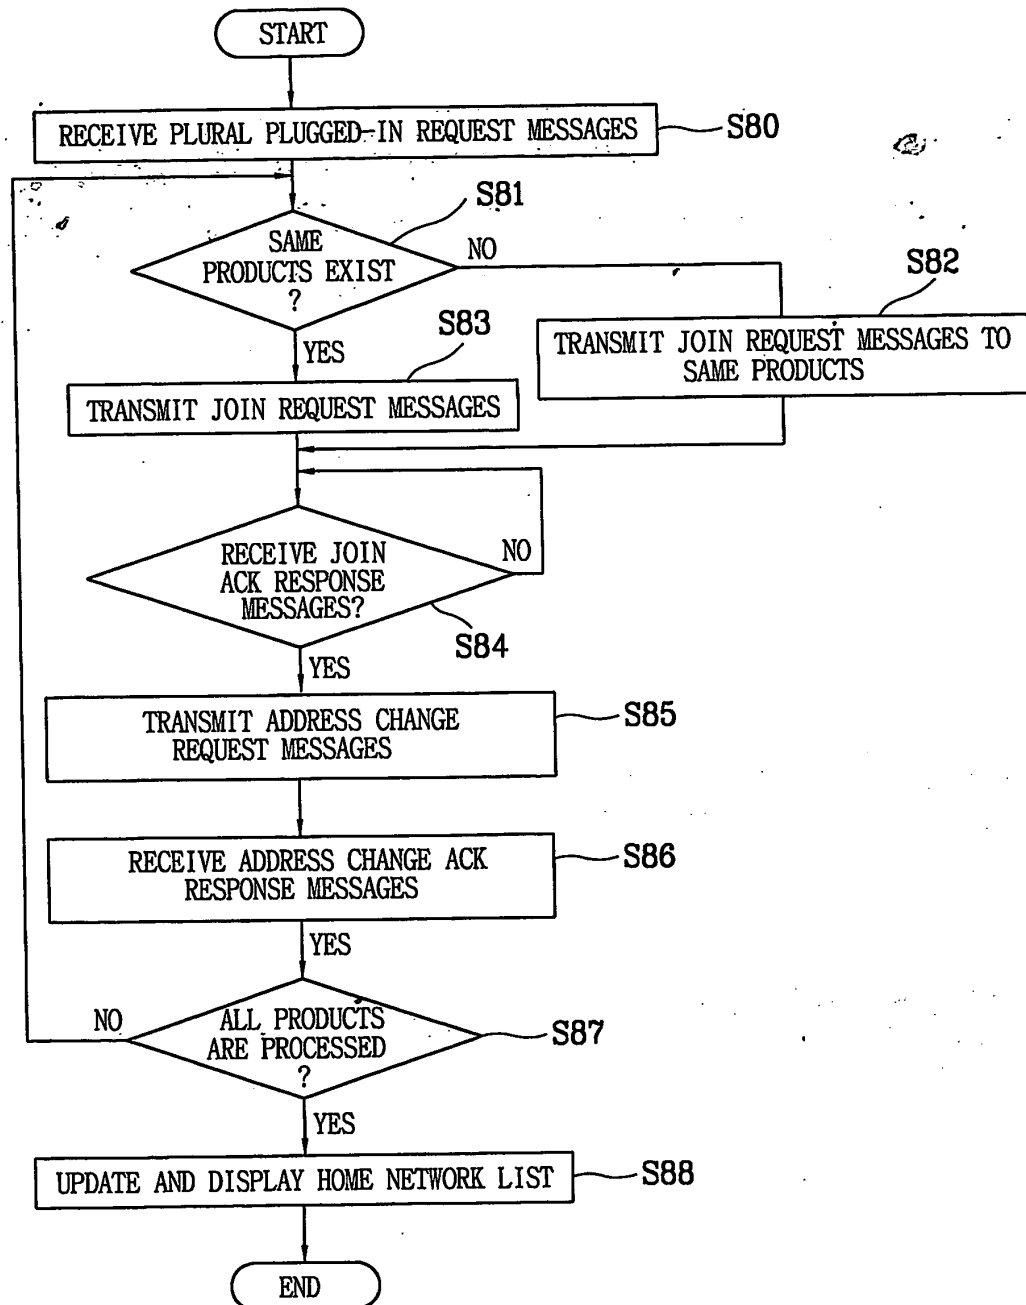 START
RECEIVE PLURAL PLUGGED-IN REQUEST MESSAGES
S80
S81
SAME
PRODUCTS EXIST
?
NO
YES
S82
TRANSMIT JOIN REQUEST MESSAGES TO
SAME PRODUCTS
S83
TRANSMIT JOIN REQUEST MESSAGES
RECEIVE JOIN
ACK RESPONSE
MESSAGES?
NO
S84
YES
TRANSMIT ADDRESS CHANGE
REQUEST MESSAGES
S85
RECEIVE ADDRESS CHANGE ACK
RESPONSE MESSAGES
S86
YES
NO
ALL PRODUCTS
ARE PROCESSED
?
S87
YES
UPDATE AND DISPLAY HOME NETWORK LIST
S88
END